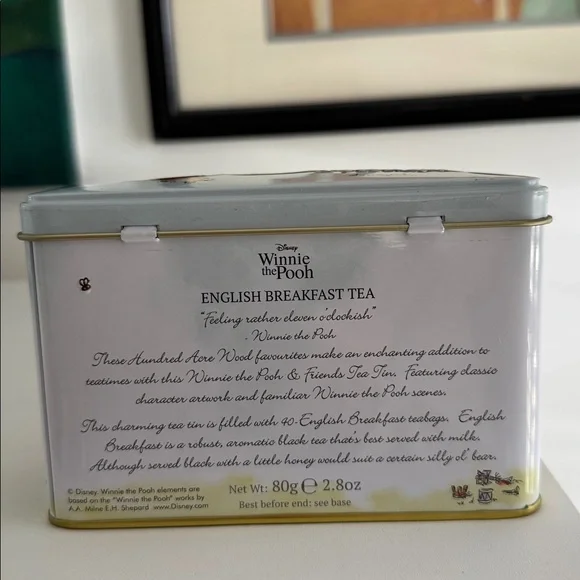 Disney
Winnie
the Pooh
ENGLISH BREAKFAST TEA
"Feeling rather eleven o'clockish"
- Winnie the Pooh
These Hundred Acre Wood favourites make an enchanting addition to
teatimes with this Winnie the Pooh & Friends Tea Tin. Featuring classic
character artwork and familiar Winnie the Pooh scenes.
This charming tea tin is filled with 40 English Breakfast teabags. English
Breakfast is a robust, aromatic black tea that's best served with milk.
Although served black with a little honey would suit a certain silly ol' bear.
© Disney. Winnie the Pooh elements are
based on the "Winnie the Pooh" works by
A.A. Milne E.H. Shepard www.Disney.com
Net Wt: 80g ℮ 2.8oz
Best before end: see base